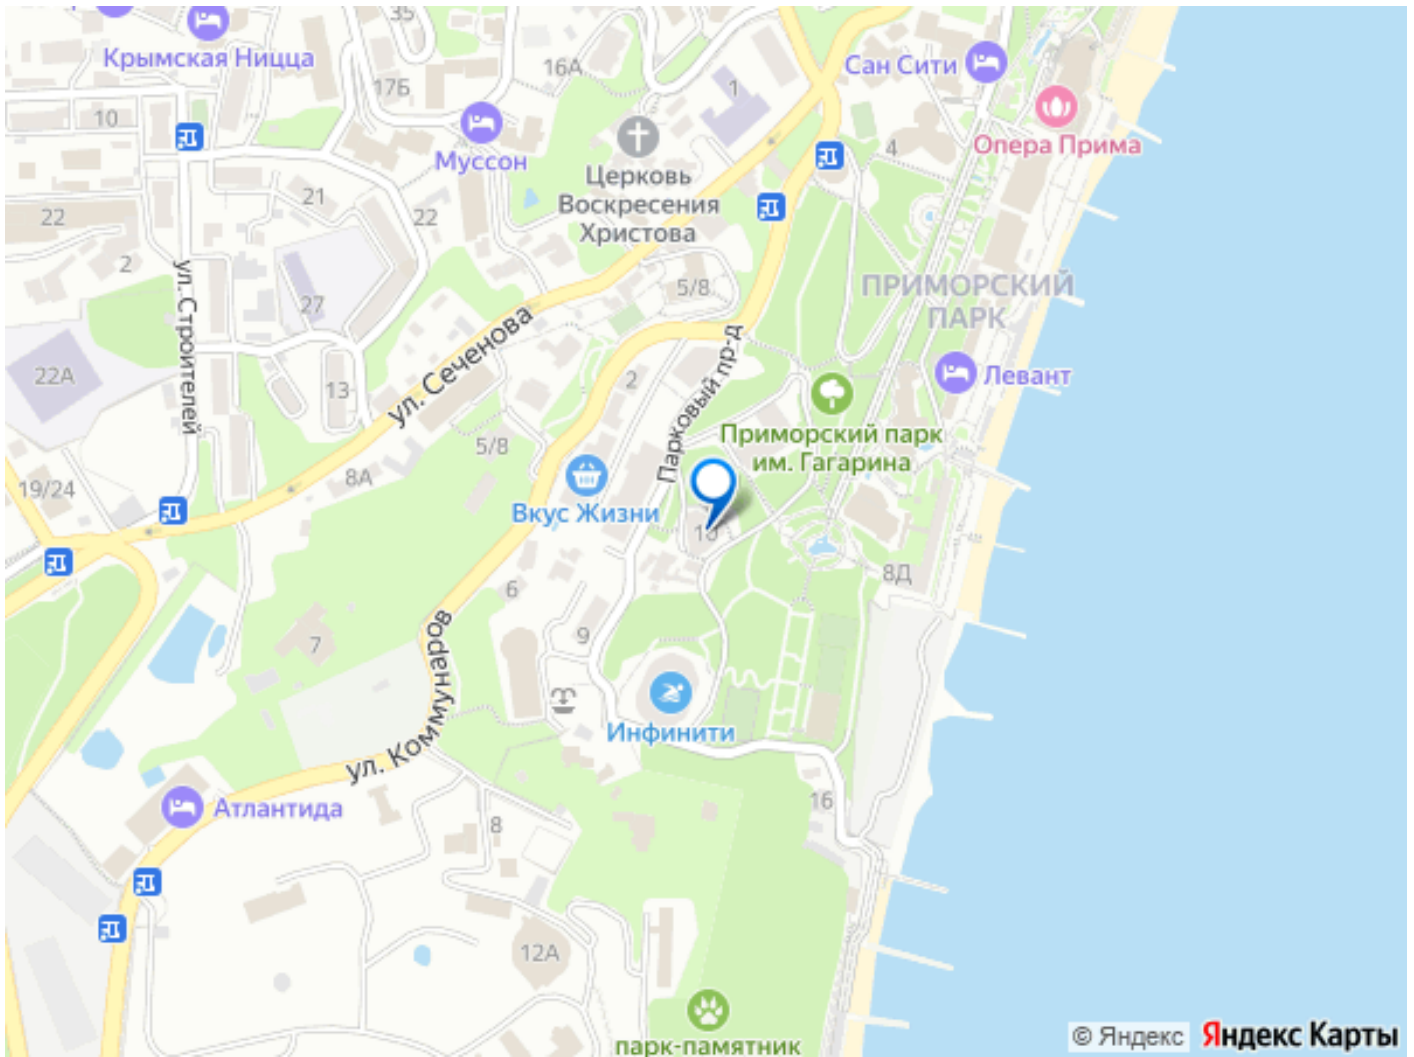 35
Крымская Ницца
17Б
16А
1
Сан Сити
10
Муссон
Опера Прима
4
Церковь
Воскресения
Христова
21
22
22
2
5/8
ул. Строителей
27
ПРИМОРСКИЙ
ПАРК
22А
13
ул. Сеченова
2
Парковый пр-д
Левант
Приморский парк
им. Гагарина
5/8
8А
19/24
Вкус Жизни
10
8Д
6
9
7
ул. Коммунаров
Инфинити
Атлантида
16
8
12А
парк-памятник
© Яндекс
Яндекс Карты